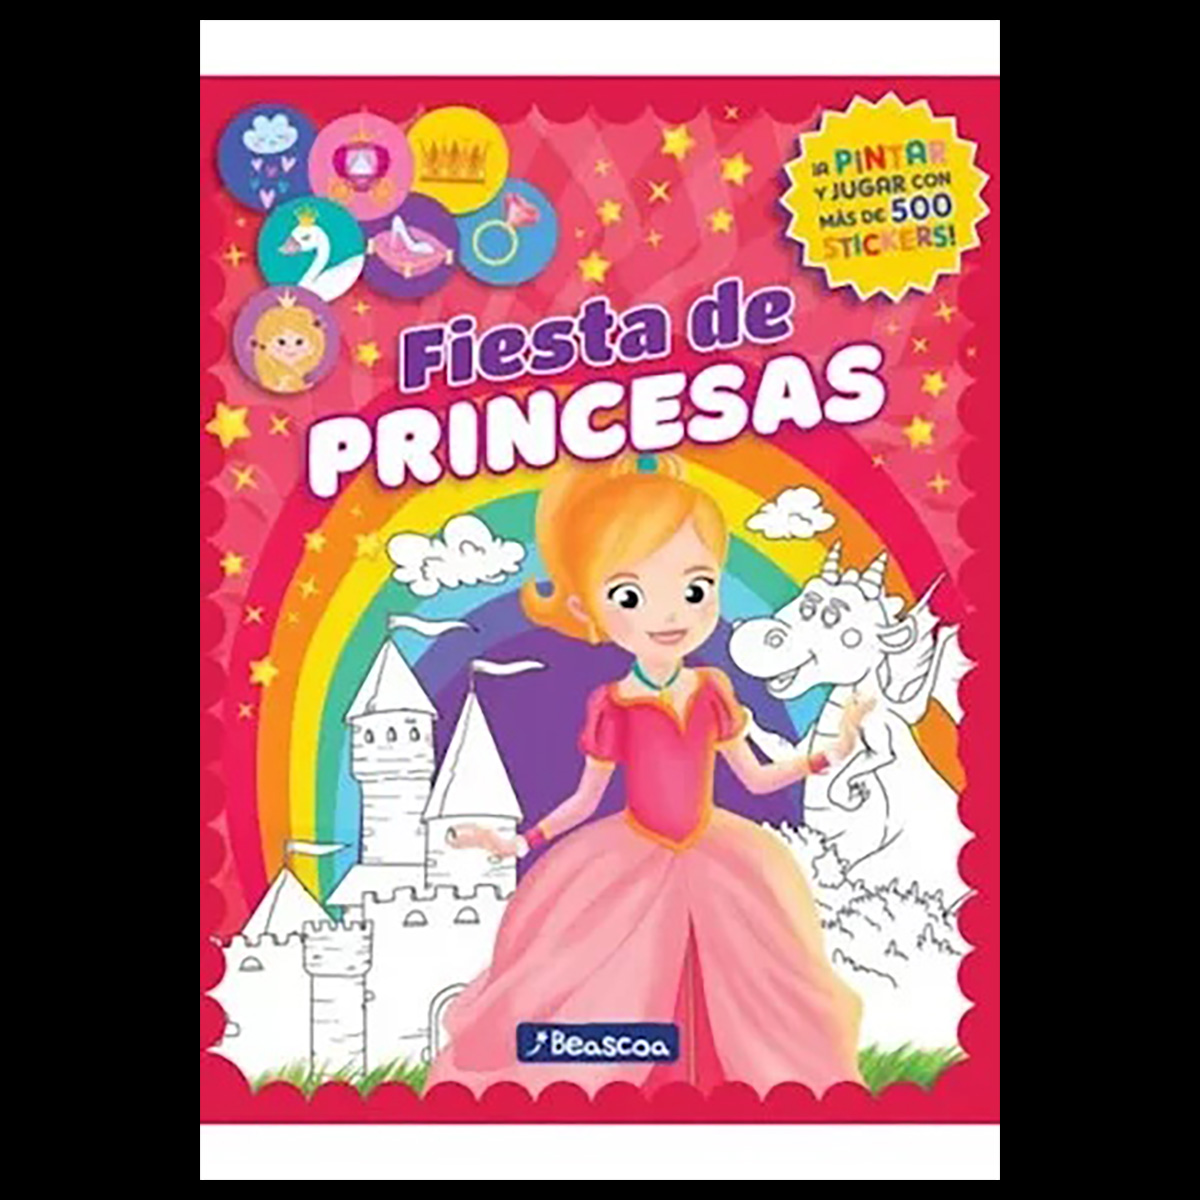 ¡A PINTAR
Y JUGAR CON
MÁS DE 500
STICKERS!
Fiesta de
PRINCESAS
Beascoa